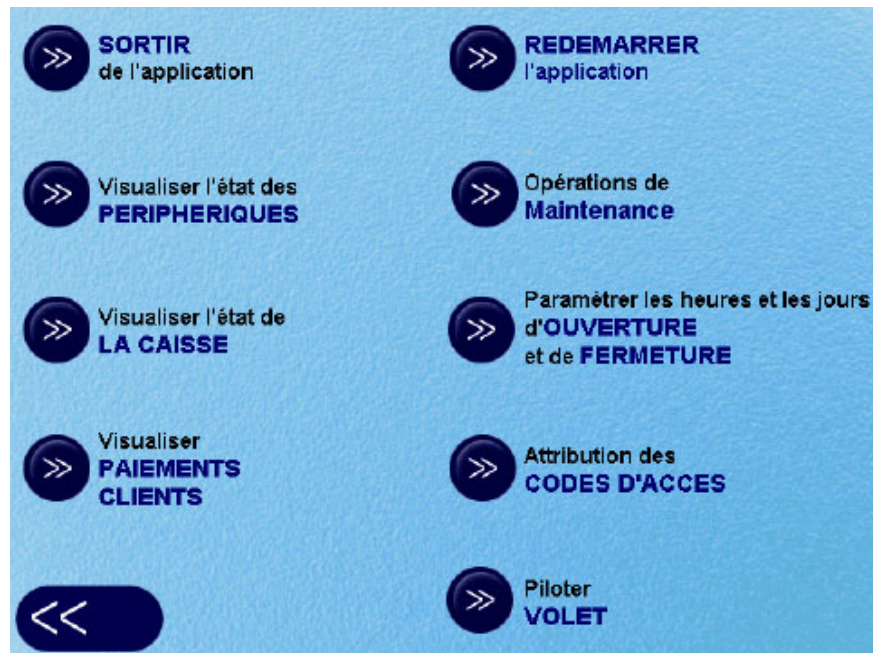 >> SORTIR
de l'application
>> REDEMARRER
l'application
>> Visualiser l'état des
PERIPHERIQUES
>> Opérations de
Maintenance
>> Visualiser l'état de
LA CAISSE
>> Paramètrer les heures et les jours
d'OUVERTURE
et de FERMETURE
>> Visualiser
PAIEMENTS
CLIENTS
>> Attribution des
CODES D'ACCES
<<
>> Piloter
VOLET